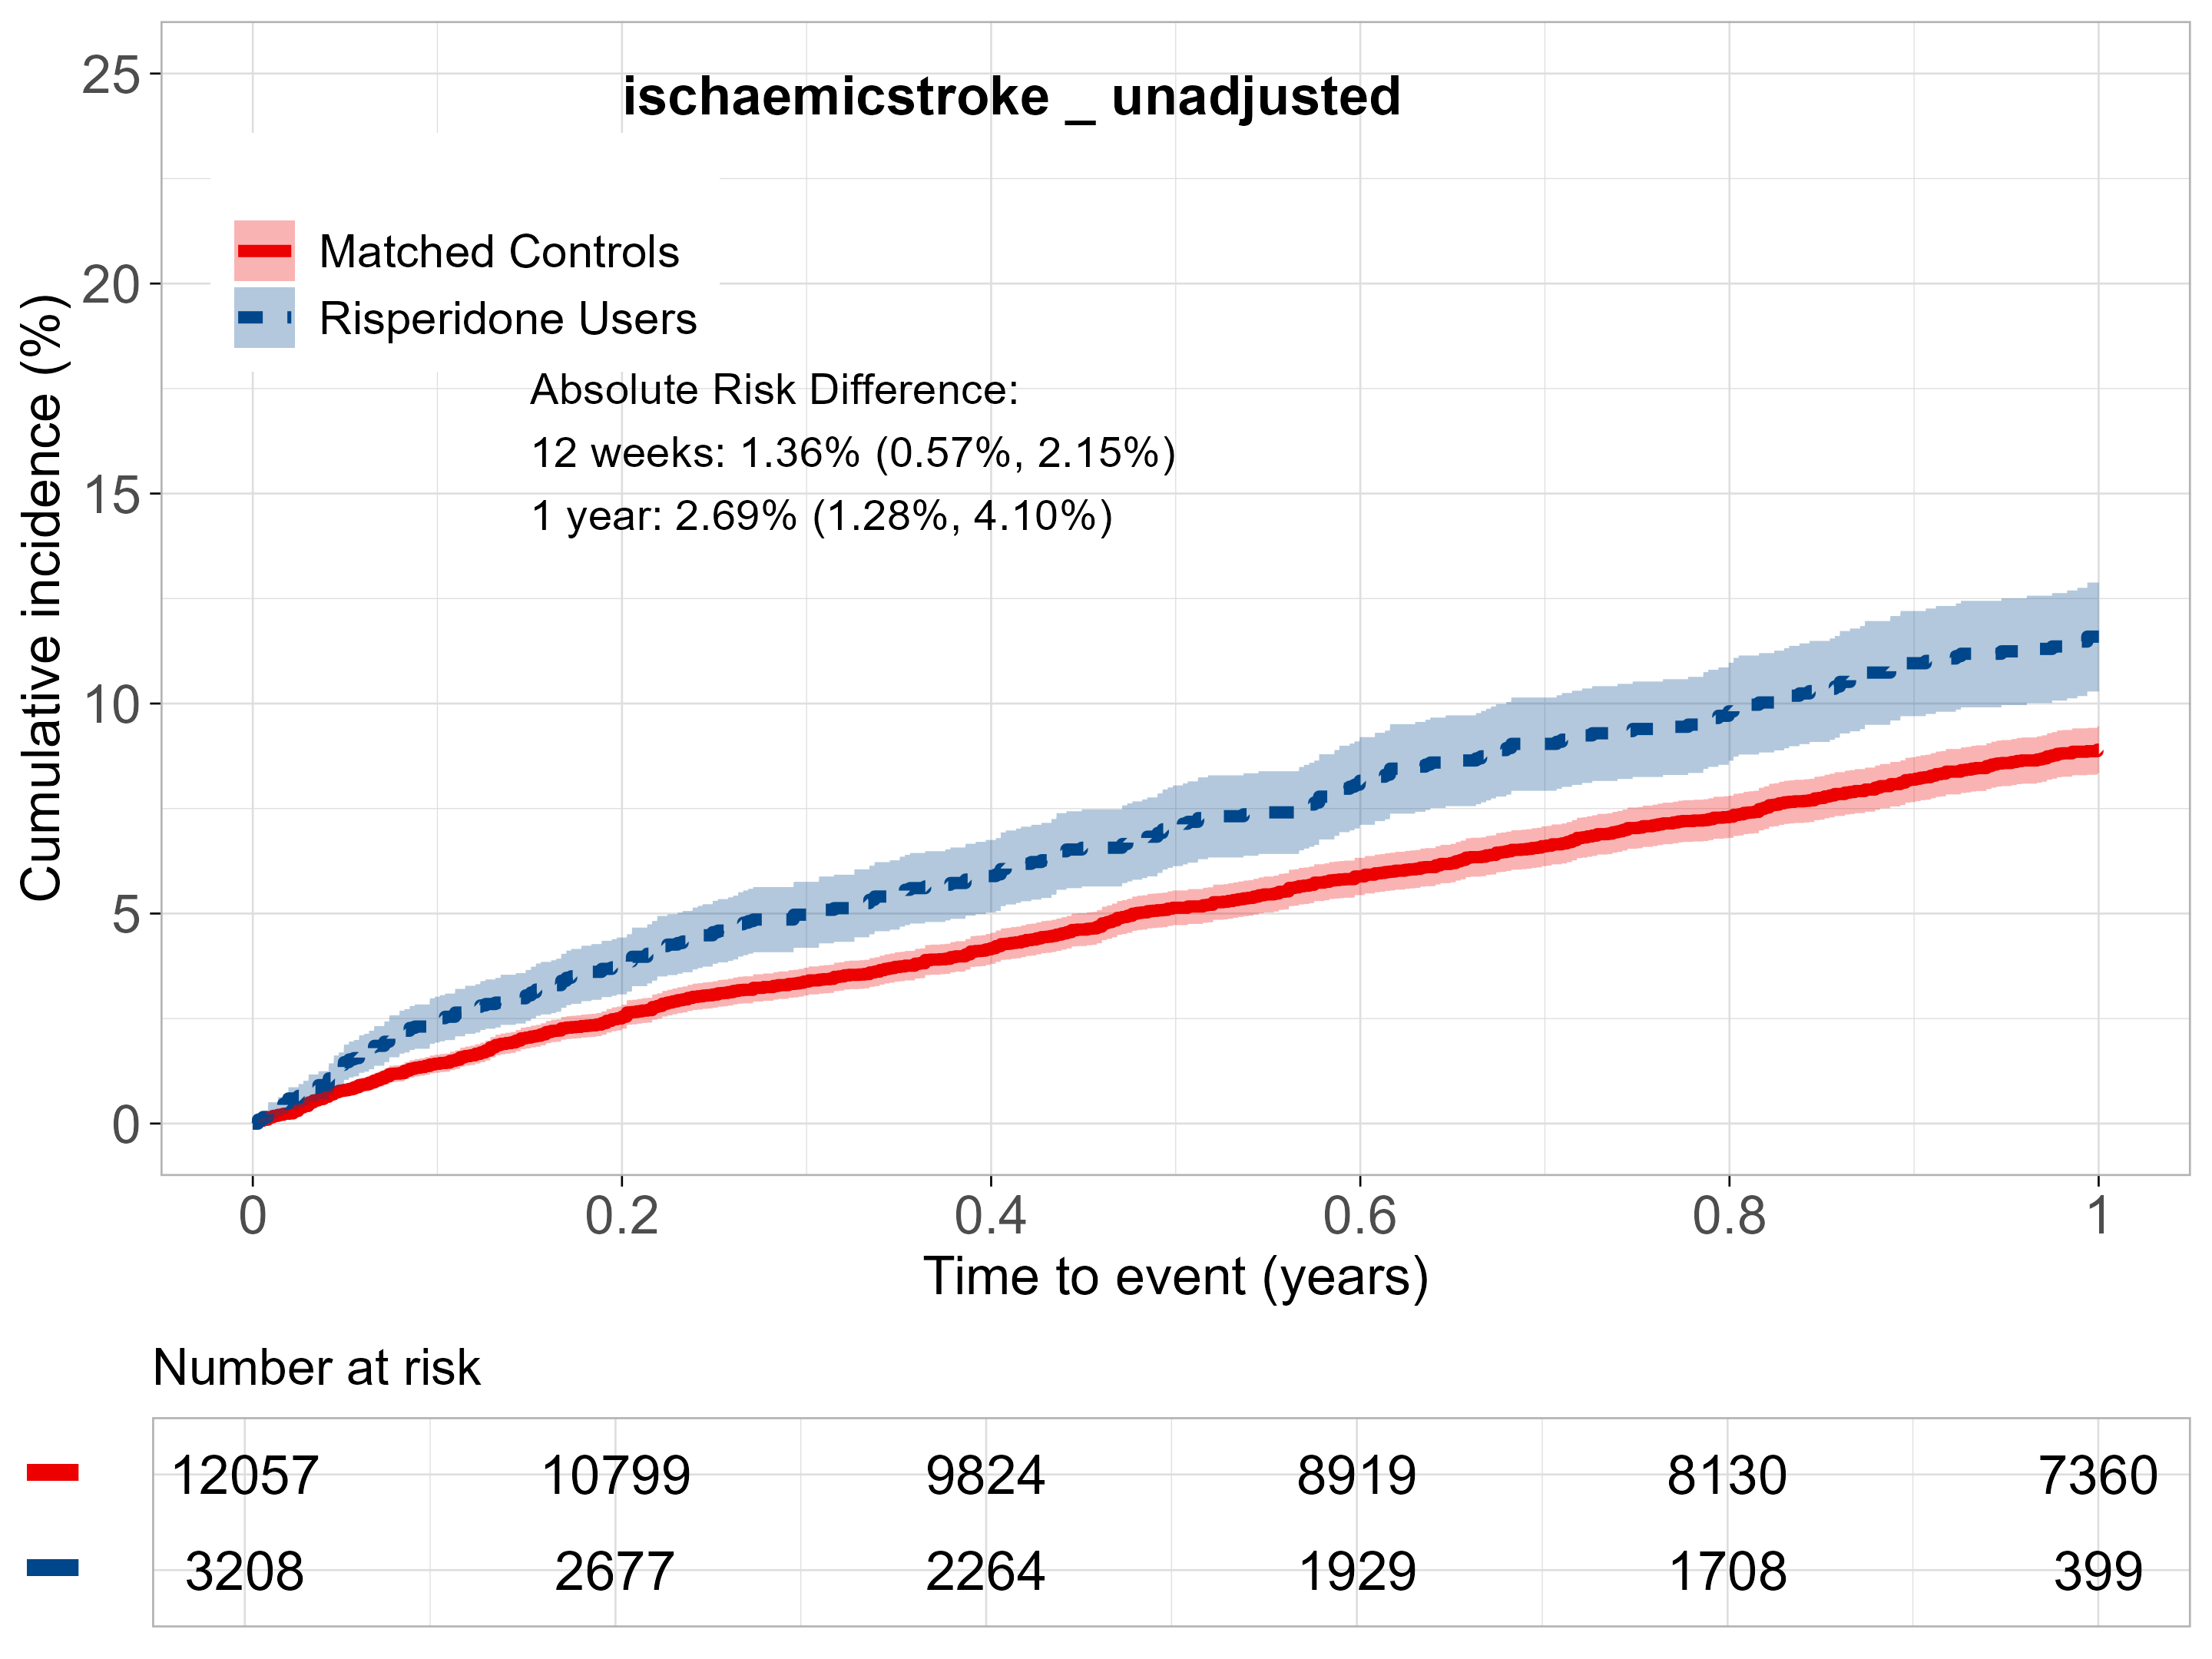 ischaemicstroke _ unadjusted
Matched Controls
Risperidone Users
Absolute Risk Difference:
12 weeks: 1.36% (0.57%, 2.15%)
1 year: 2.69% (1.28%, 4.10%)
Cumulative incidence (%)
25
20
15
10
5
0
0 0.2 0.4 0.6 0.8 1
Time to event (years)
Number at risk
12057 10799 9824 8919 8130 7360
3208 2677 2264 1929 1708 399